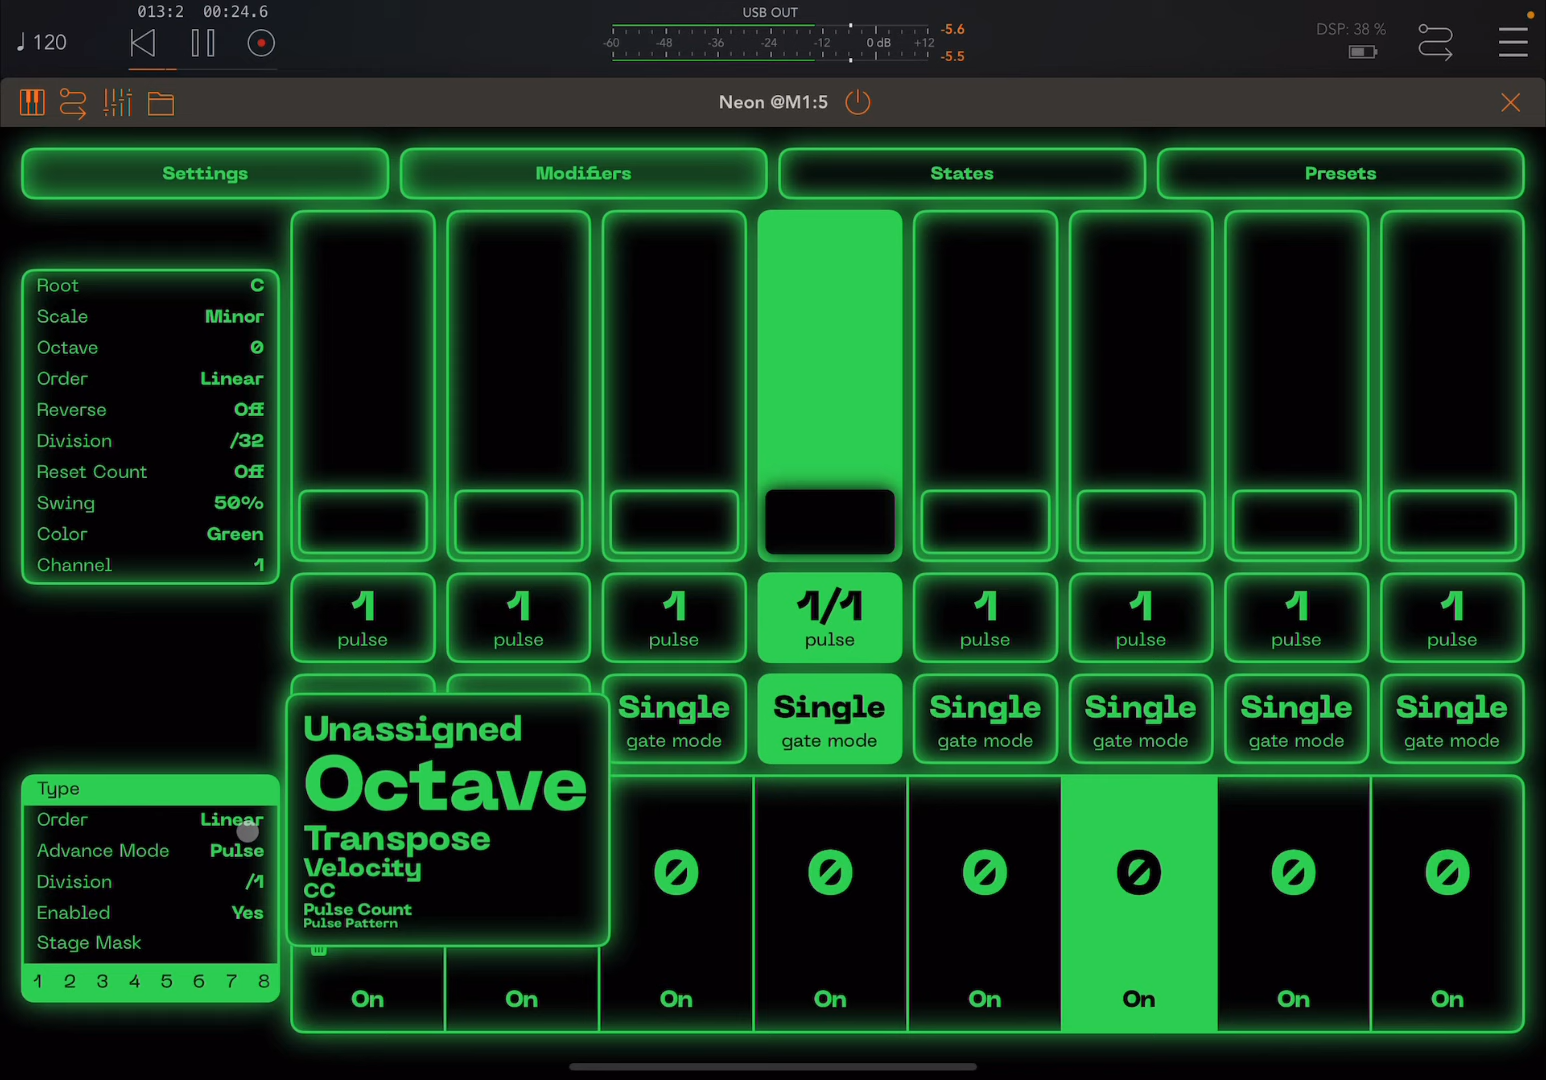 013:2 00:24.6
USB OUT
120
-60 -48 -36 -24 -12 0 dB +12
-5.6
-5.5
DSP: 38 %
Neon @M1:5
Settings
Modifiers
States
Presets
Root C
Scale Minor
Octave 0
Order Linear
Reverse Off
Division /32
Reset Count Off
Swing 50%
Color Green
Channel 1
1 1 1 1/1 1 1 1 1
pulse pulse pulse pulse pulse pulse pulse pulse
Single Single Single Single Single Single
gate mode gate mode gate mode gate mode gate mode gate mode
Type
Order Linear
Advance Mode Pulse
Division /1
Enabled Yes
Stage Mask
1 2 3 4 5 6 7 8
Unassigned
Octave
Transpose
Velocity
CC
Pulse Count
Pulse Pattern
0 0 0 0 0 0
On On On On On On On On